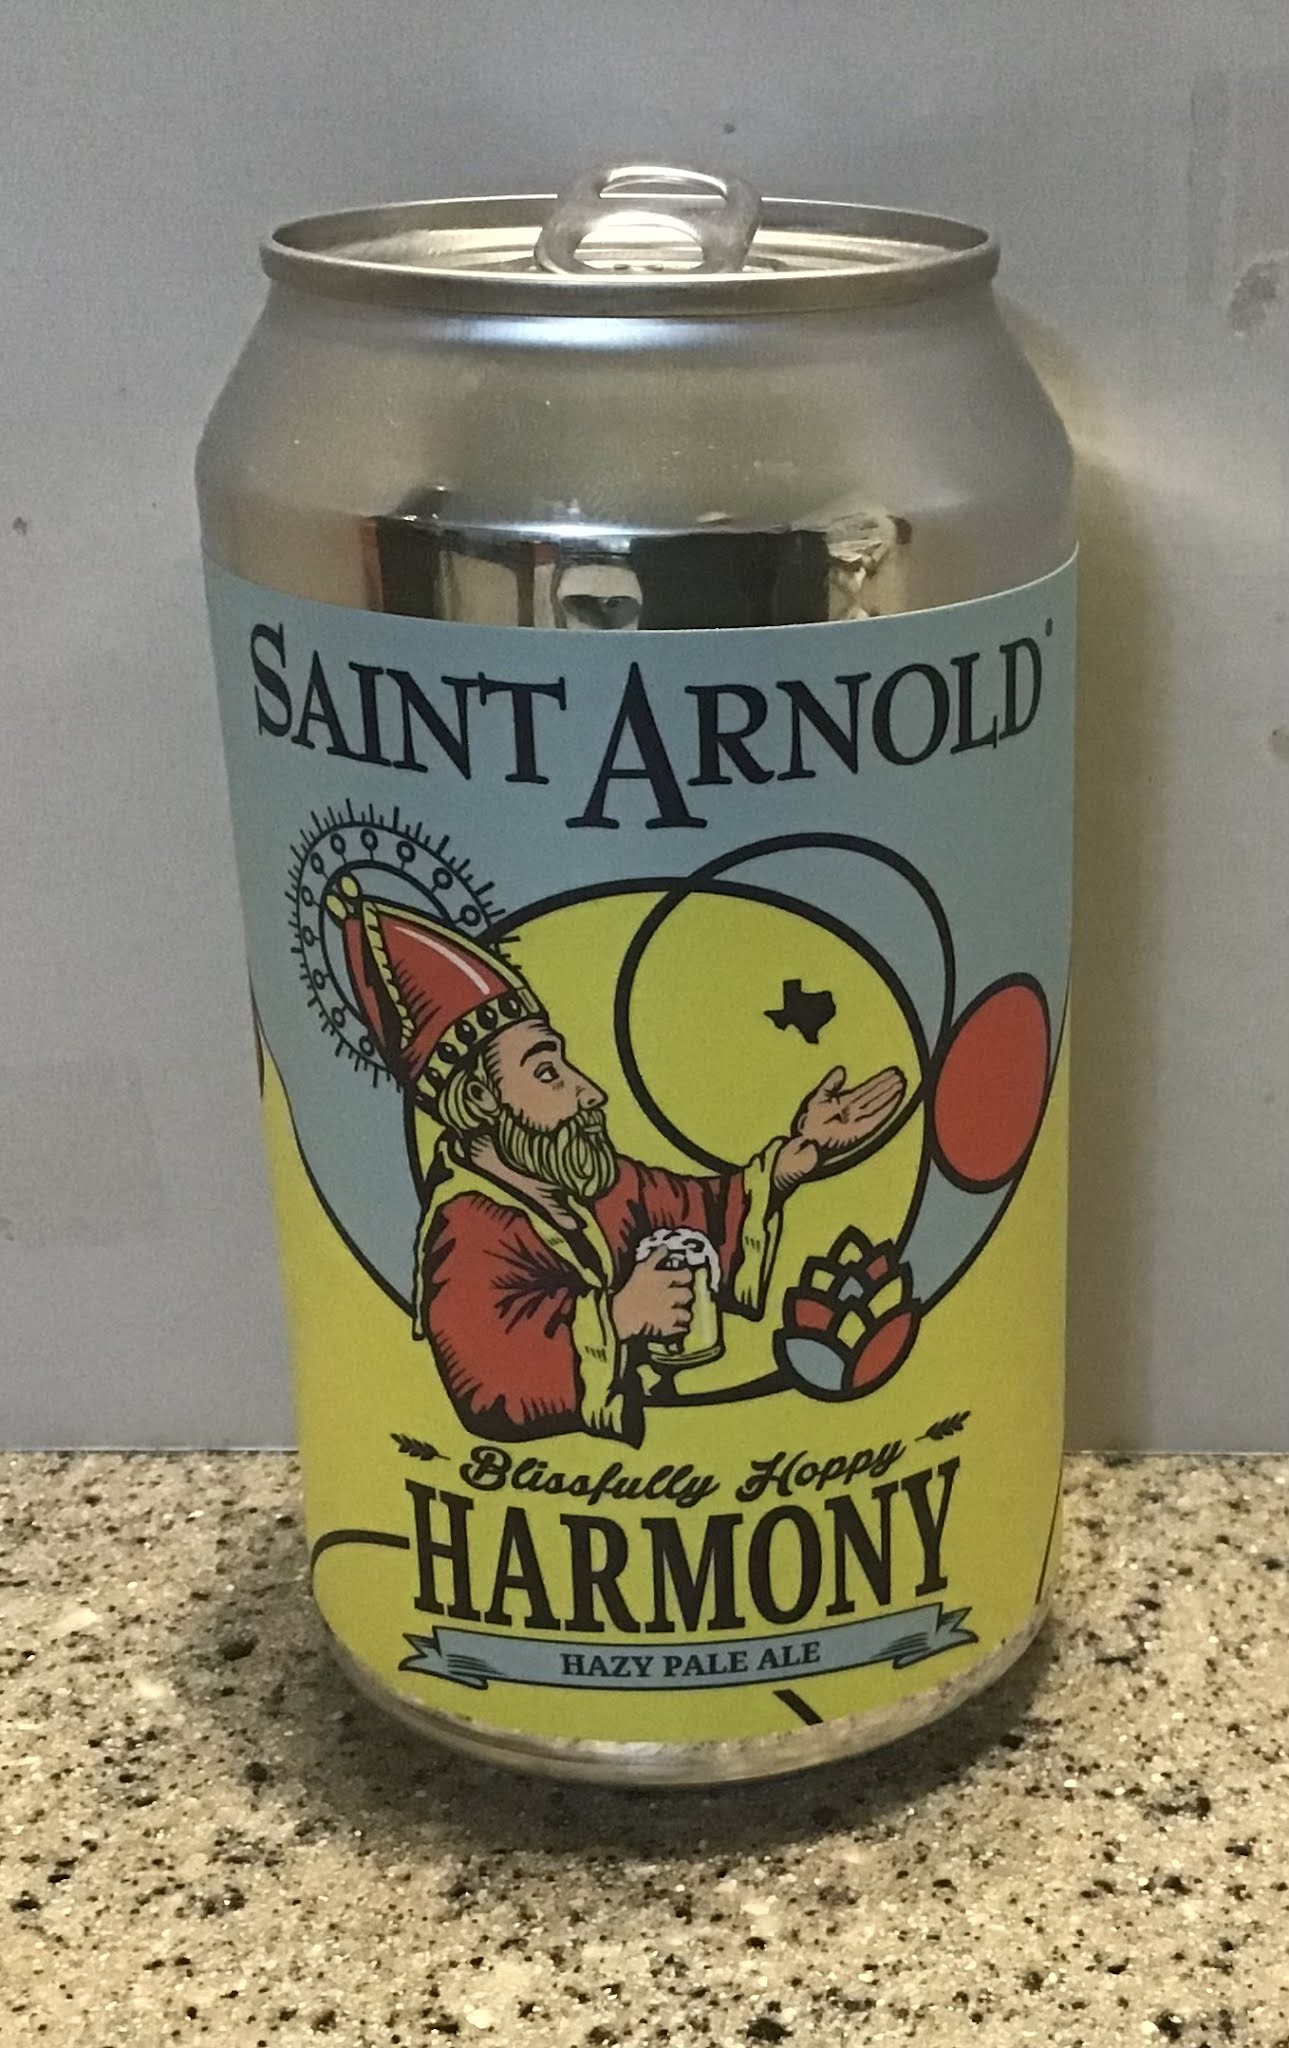 SAINT ARNOLD
Blissfully Hoppy
HARMONY
HAZY PALE ALE